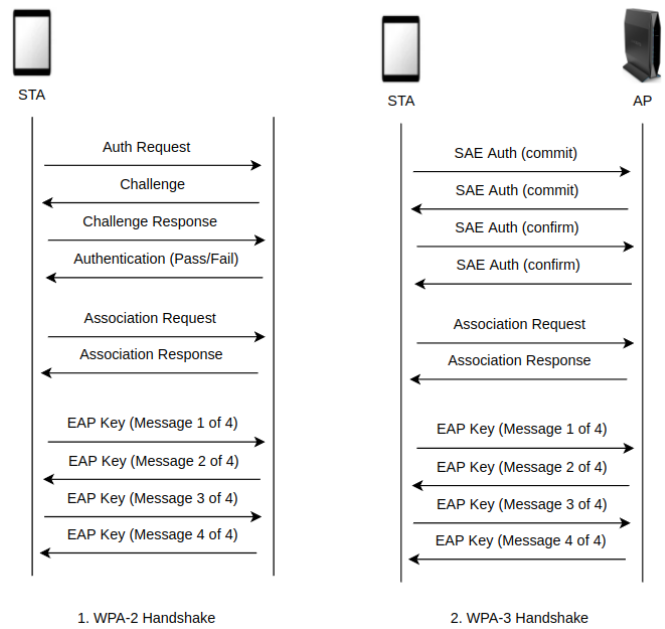 STA
Auth Request
Challenge
Challenge Response
Authentication (Pass/Fail)
Association Request
Association Response
EAP Key (Message 1 of 4)
EAP Key (Message 2 of 4)
EAP Key (Message 3 of 4)
EAP Key (Message 4 of 4)
1. WPA-2 Handshake
STA
AP
SAE Auth (commit)
SAE Auth (commit)
SAE Auth (confirm)
SAE Auth (confirm)
Association Request
Association Response
EAP Key (Message 1 of 4)
EAP Key (Message 2 of 4)
EAP Key (Message 3 of 4)
EAP Key (Message 4 of 4)
2. WPA-3 Handshake